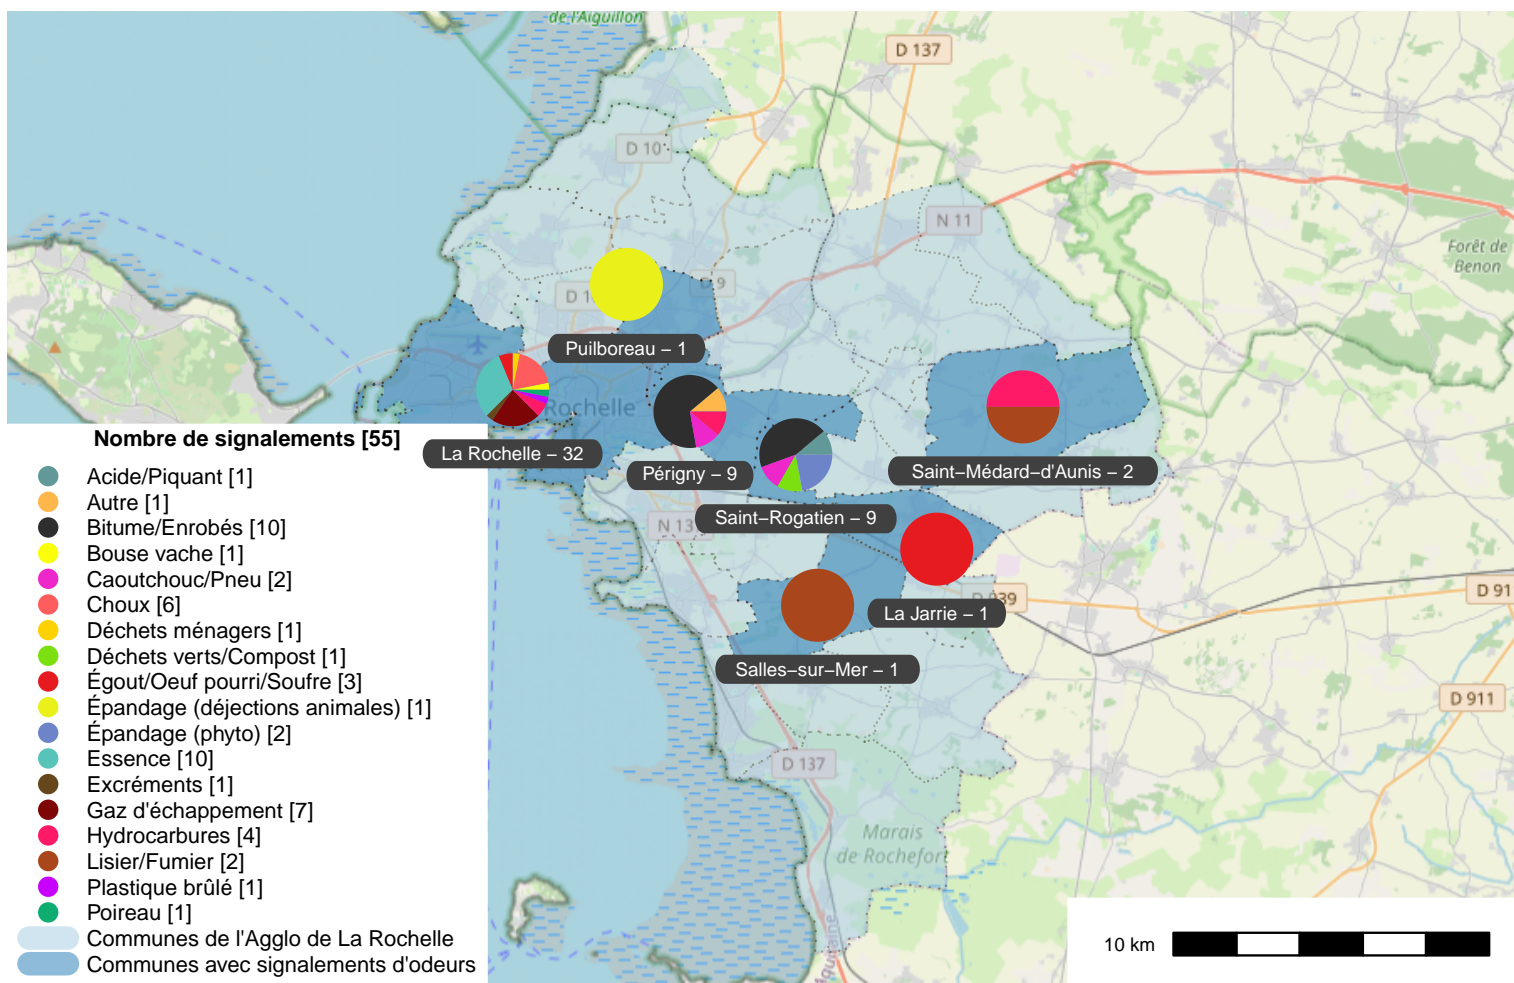 de l'Aiguillon
D 137
D 10
N 11
Forêt de
Benon
D 1
9
Puilboreau – 1
Rochelle
La Rochelle – 32
Périgny – 9
Saint–Médard–d'Aunis – 2
Saint–Rogatien – 9
N 13
La Jarrie – 1
939
D 91
Salles–sur–Mer – 1
D 911
D 137
Marais
de Rochefort
Aquitaine
Nombre de signalements [55]
Acide/Piquant [1]
Autre [1]
Bitume/Enrobés [10]
Bouse vache [1]
Caoutchouc/Pneu [2]
Choux [6]
Déchets ménagers [1]
Déchets verts/Compost [1]
Égout/Oeuf pourri/Soufre [3]
Épandage (déjections animales) [1]
Épandage (phyto) [2]
Essence [10]
Excréments [1]
Gaz d'échappement [7]
Hydrocarbures [4]
Lisier/Fumier [2]
Plastique brûlé [1]
Poireau [1]
Communes de l'Agglo de La Rochelle
Communes avec signalements d'odeurs
10 km